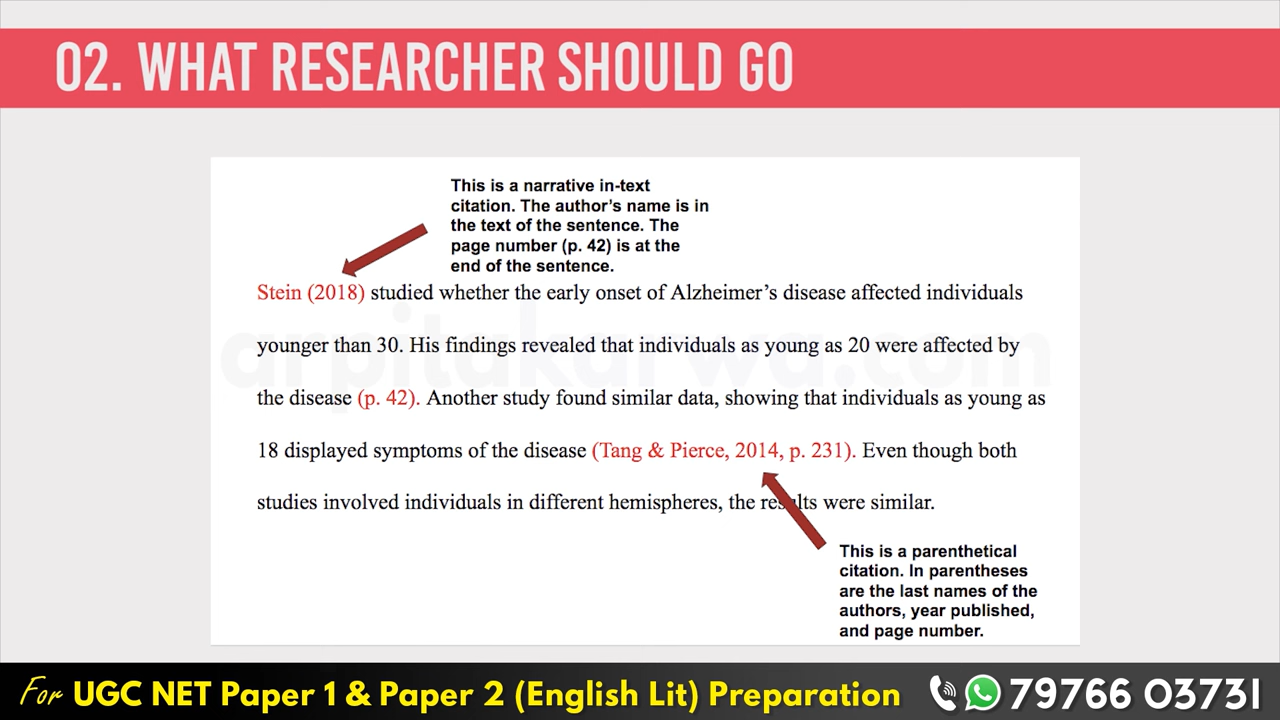 02. WHAT RESEARCHER SHOULD GO
This is a narrative in-text
citation. The author's name is in
the text of the sentence. The
page number (p. 42) is at the
end of the sentence.
Stein (2018) studied whether the early onset of Alzheimer's disease affected individuals
younger than 30. His findings revealed that individuals as young as 20 were affected by
arpitakarwa.com
the disease (p. 42). Another study found similar data, showing that individuals as young as
18 displayed symptoms of the disease (Tang & Pierce, 2014, p. 231). Even though both
studies involved individuals in different hemispheres, the results were similar.
This is a parenthetical
citation. In parentheses
are the last names of the
authors, year published,
and page number.
For UGC NET Paper 1 & Paper 2 (English Lit) Preparation 79766 03731